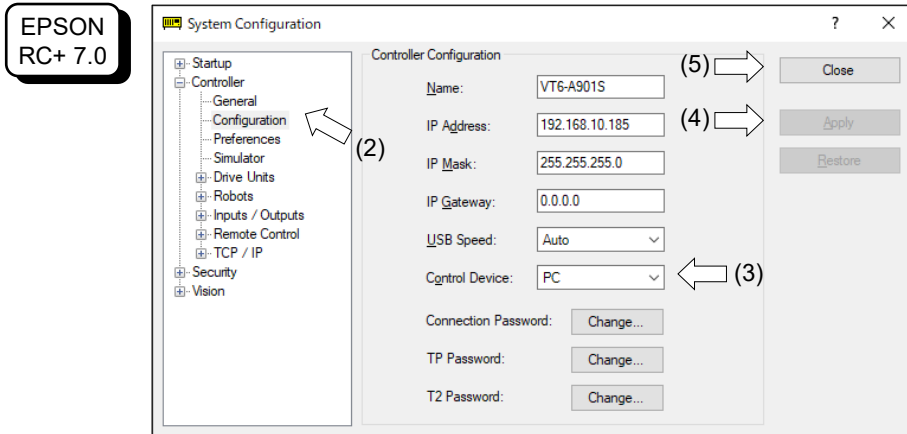 EPSON
RC+ 7.0
System Configuration
?
Startup
Controller
General
Configuration
Preferences
Simulator
Drive Units
Robots
Inputs / Outputs
Remote Control
TCP / IP
Security
Vision
(2)
Controller Configuration
Name: VT6-A901S
IP Address: 192.168.10.185
IP Mask: 255.255.255.0
IP Gateway: 0.0.0.0
USB Speed: Auto
Control Device: PC
(3)
Connection Password: Change...
TP Password: Change...
T2 Password: Change...
(5)
Close
(4)
Apply
Restore